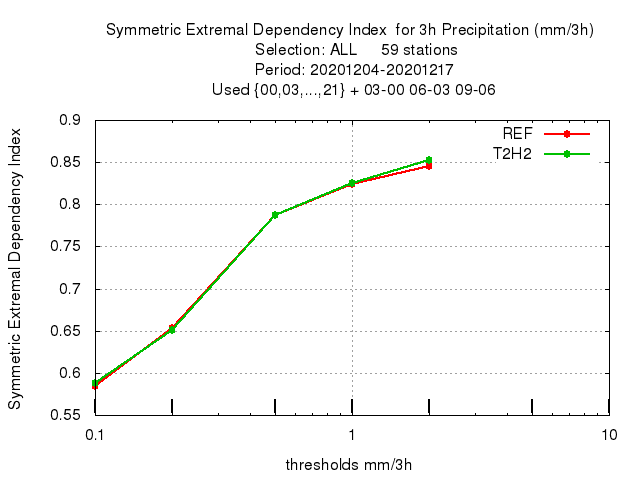 Symmetric Extremal Dependency Index  for 3h Precipitation (mm/3h)
Selection: ALL     59 stations
Period: 20201204-20201217
Used {00,03,...,21} + 03-00 06-03 09-06
Symmetric Extremal Dependency Index
0.9
0.85
0.8
0.75
0.7
0.65
0.6
0.55
REF
T2H2
0.1
1
10
thresholds mm/3h